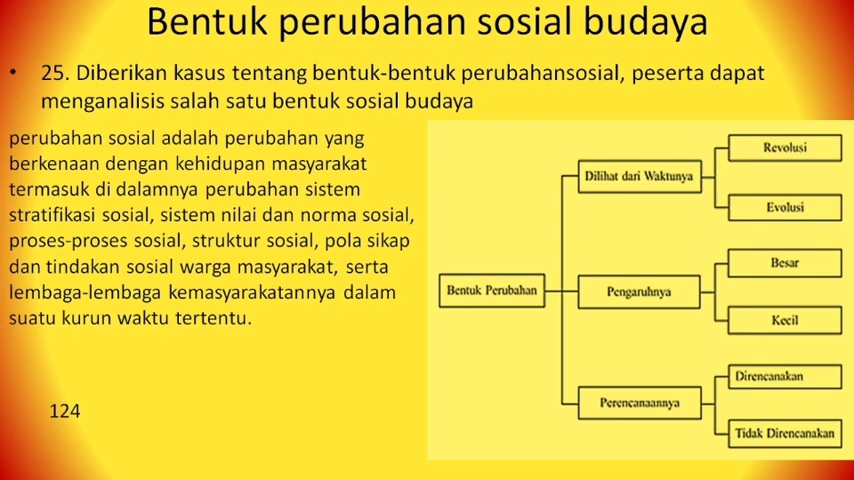 Bentuk perubahan sosial budaya
• 25. Diberikan kasus tentang bentuk-bentuk perubahansosial, peserta dapat
menganalisis salah satu bentuk sosial budaya
perubahan sosial adalah perubahan yang
berkenaan dengan kehidupan masyarakat
termasuk di dalamnya perubahan sistem
stratifikasi sosial, sistem nilai dan norma sosial,
proses-proses sosial, struktur sosial, pola sikap
dan tindakan sosial warga masyarakat, serta
lembaga-lembaga kemasyarakatannya dalam
suatu kurun waktu tertentu.
124
Bentuk Perubahan
Dilihat dari Waktunya
Revolusi
Evolusi
Pengaruhnya
Besar
Kecil
Perencanaannya
Direncanakan
Tidak Direncanakan